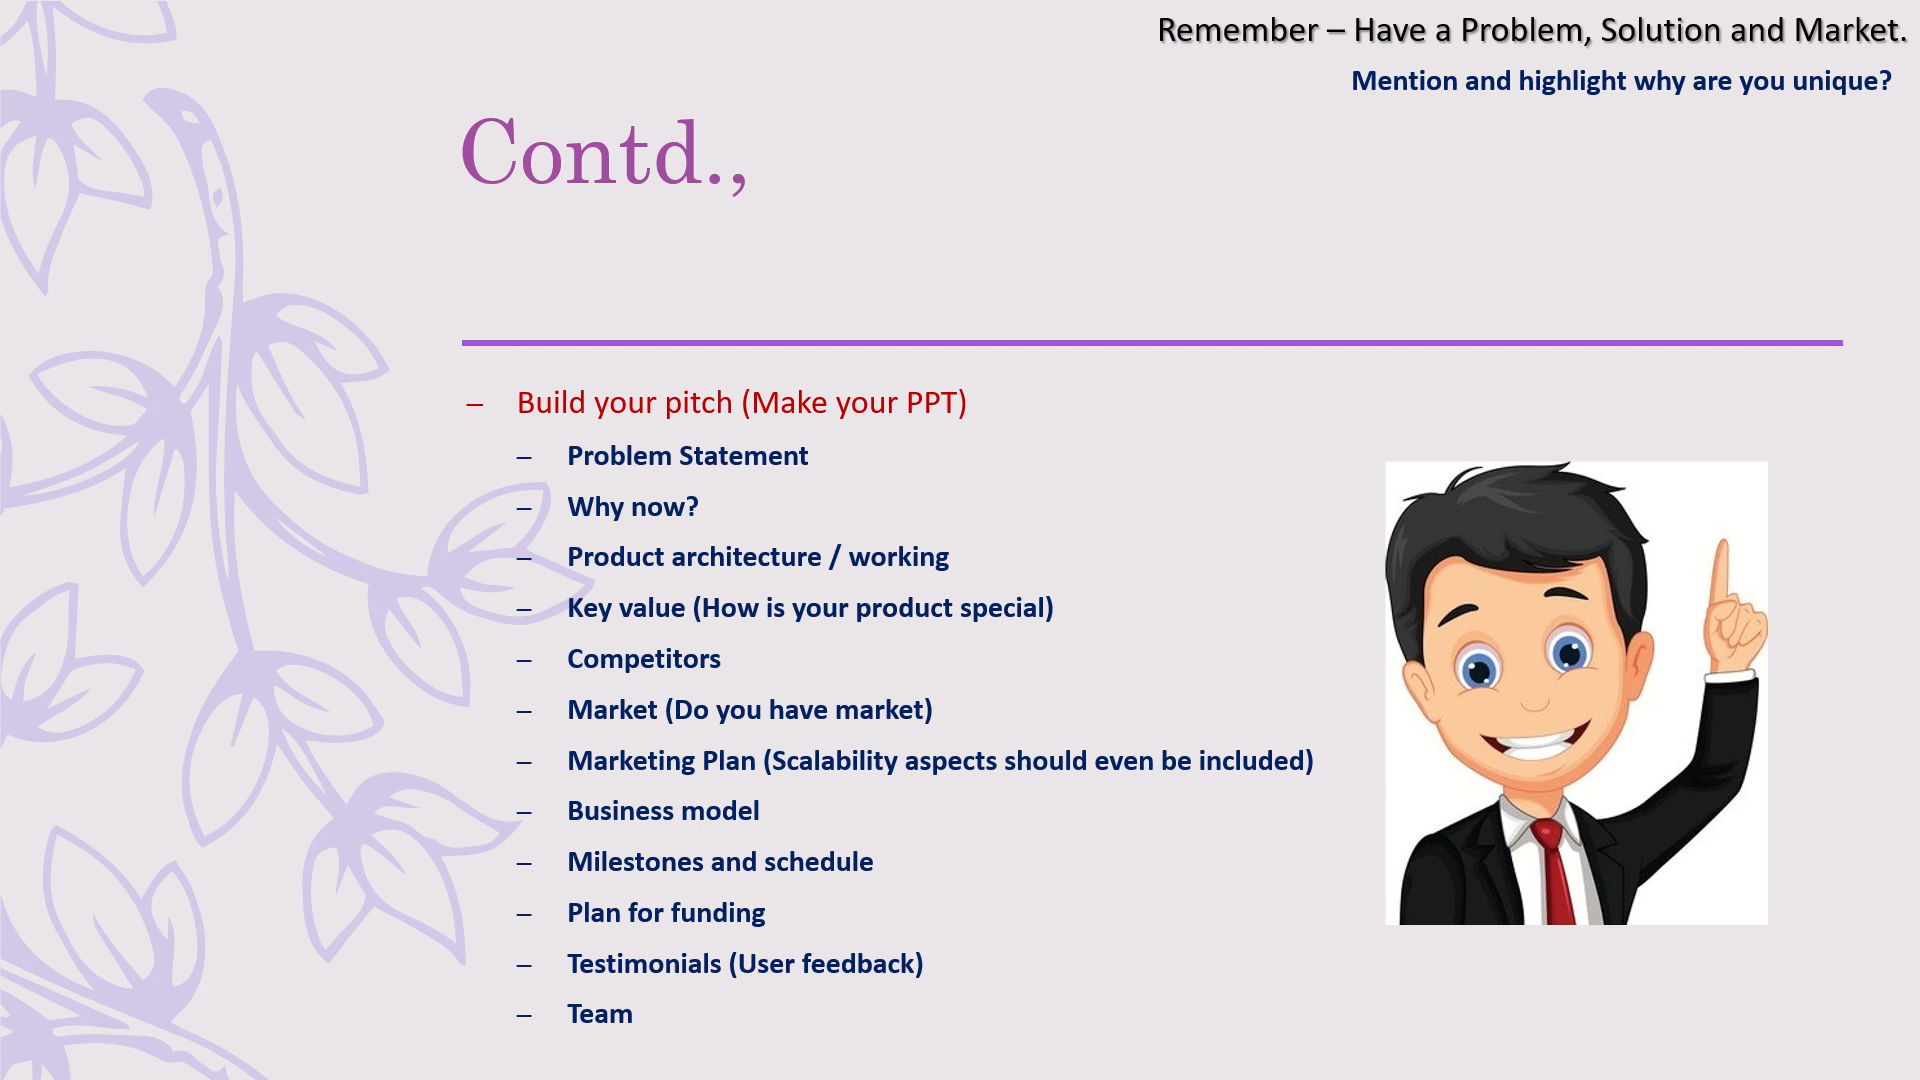 Remember – Have a Problem, Solution and Market.
Mention and highlight why are you unique?
Contd.,
– Build your pitch (Make your PPT)
– Problem Statement
– Why now?
– Product architecture / working
– Key value (How is your product special)
– Competitors
– Market (Do you have market)
– Marketing Plan (Scalability aspects should even be included)
– Business model
– Milestones and schedule
– Plan for funding
– Testimonials (User feedback)
– Team